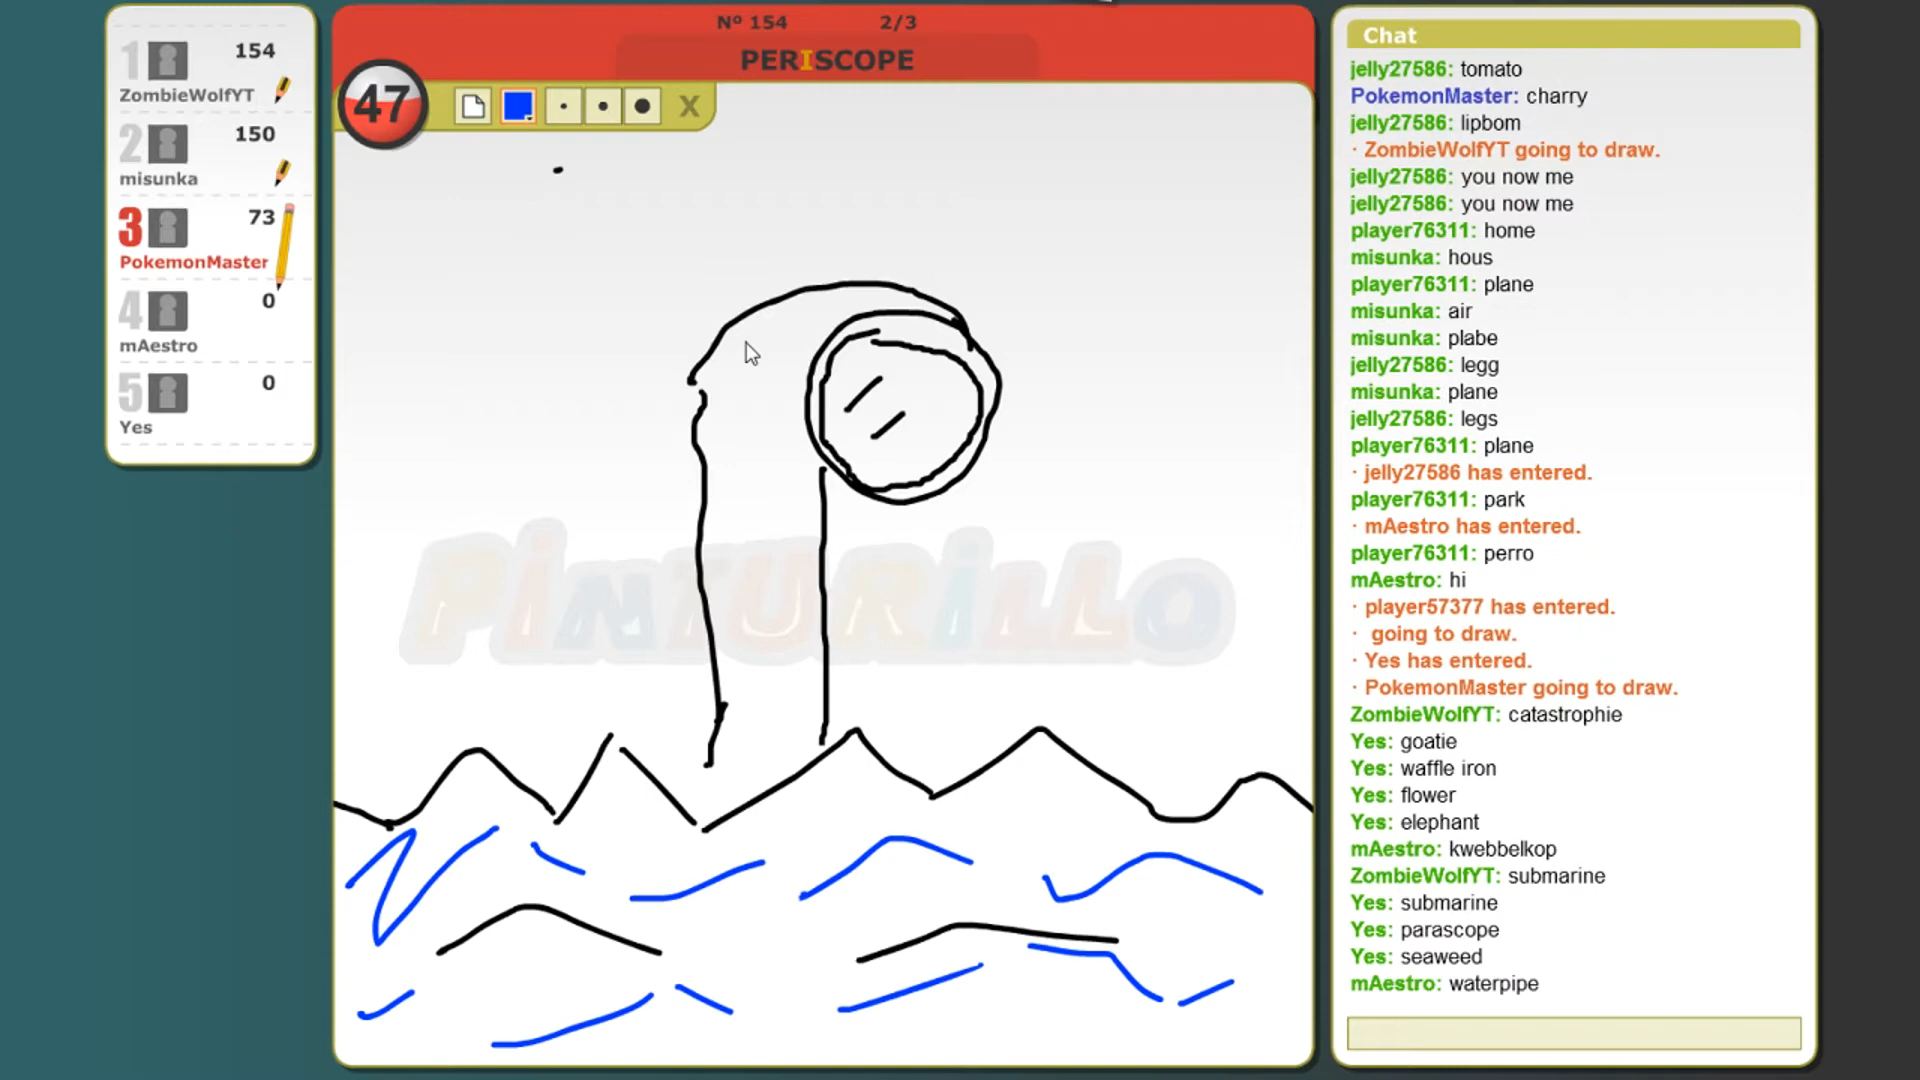 Nº 154 2/3
PERISCOPE
47
X
1 154
ZombieWolfYT
2 150
misunka
3 73
PokemonMaster
4 0
mAestro
5 0
Yes
PINTURILLO
Chat
jelly27586: tomato
PokemonMaster: charry
jelly27586: lipbom
· ZombieWolfYT going to draw.
jelly27586: you now me
jelly27586: you now me
player76311: home
misunka: hous
player76311: plane
misunka: air
misunka: plabe
jelly27586: legg
misunka: plane
jelly27586: legs
player76311: plane
· jelly27586 has entered.
player76311: park
· mAestro has entered.
player76311: perro
mAestro: hi
· player57377 has entered.
· going to draw.
· Yes has entered.
· PokemonMaster going to draw.
ZombieWolfYT: catastrophie
Yes: goatie
Yes: waffle iron
Yes: flower
Yes: elephant
mAestro: kwebbelkop
ZombieWolfYT: submarine
Yes: submarine
Yes: parascope
Yes: seaweed
mAestro: waterpipe